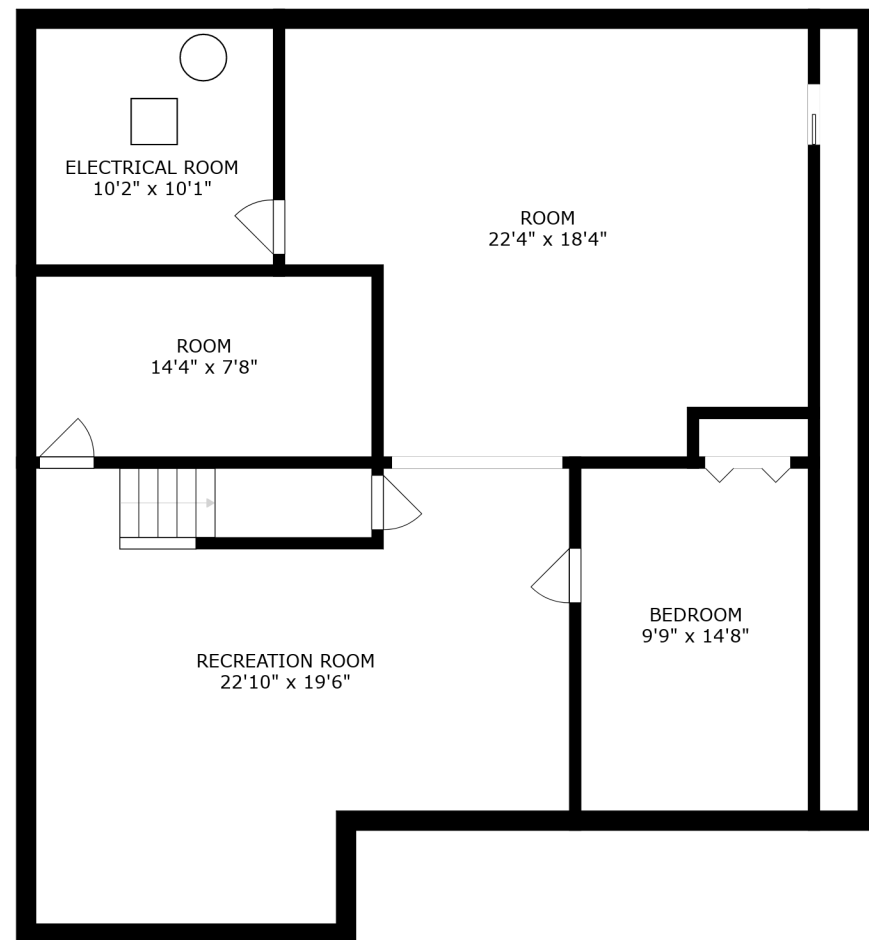 ELECTRICAL ROOM
10'2" x 10'1"
ROOM
22'4" x 18'4"
ROOM
14'4" x 7'8"
BEDROOM
9'9" x 14'8"
RECREATION ROOM
22'10" x 19'6"